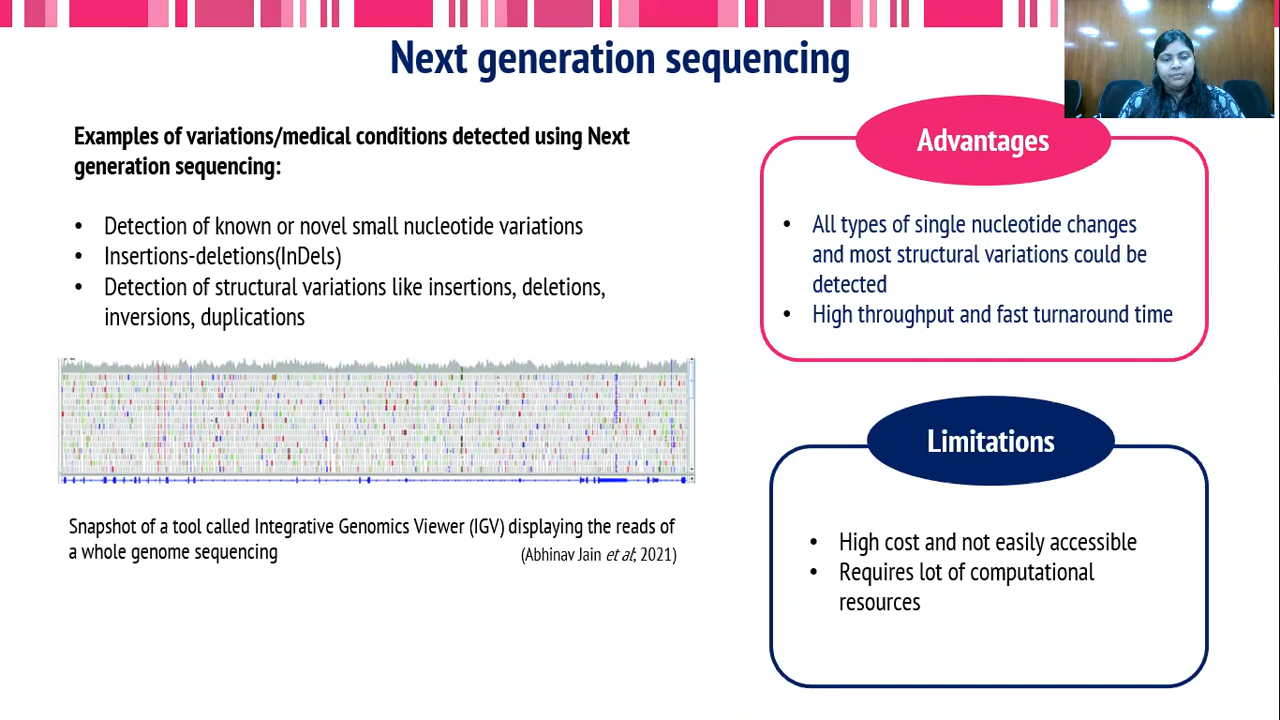 Next generation sequencing
Examples of variations/medical conditions detected using Next
generation sequencing:
• Detection of known or novel small nucleotide variations
• Insertions-deletions(InDels)
• Detection of structural variations like insertions, deletions,
inversions, duplications
Snapshot of a tool called Integrative Genomics Viewer (IGV) displaying the reads of
a whole genome sequencing
(Abhinav Jain et al; 2021)
Advantages
• All types of single nucleotide changes
and most structural variations could be
detected
• High throughput and fast turnaround time
Limitations
• High cost and not easily accessible
• Requires lot of computational
resources